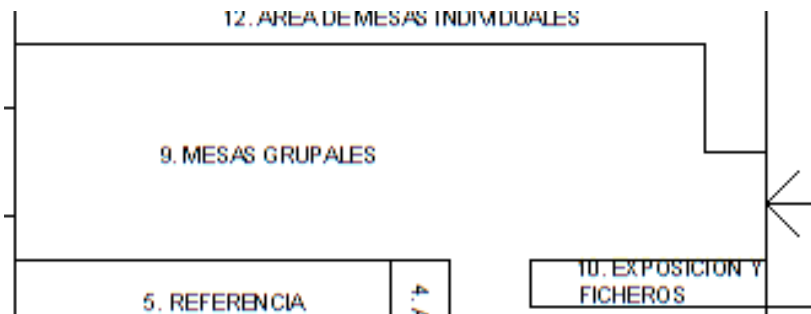 12. AREA DE MESAS INDIVIDUALES
9. MESAS GRUPALES
10. EXPOSICION Y
FICHEROS
5. REFERENCIA
4.